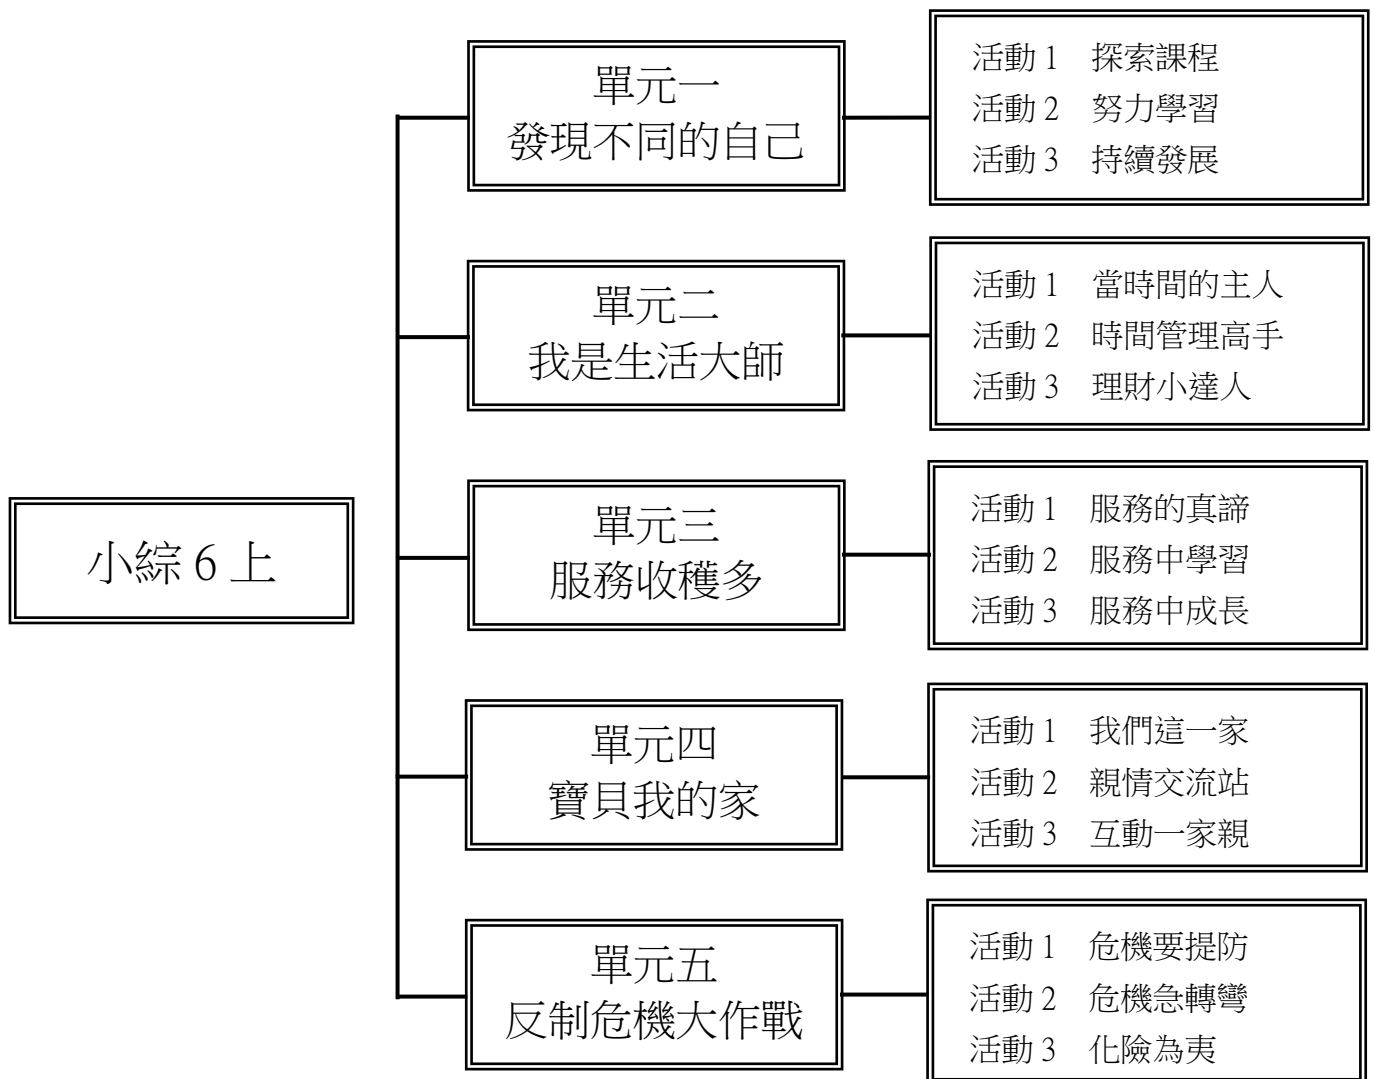 小綜 6 上
單元一
發現不同的自己
活動 1 探索課程
活動 2 努力學習
活動 3 持續發展
單元二
我是生活大師
活動 1 當時間的主人
活動 2 時間管理高手
活動 3 理財小達人
單元三
服務收穫多
活動 1 服務的真諦
活動 2 服務中學習
活動 3 服務中成長
單元四
寶貝我的家
活動 1 我們這一家
活動 2 親情交流站
活動 3 互動一家親
單元五
反制危機大作戰
活動 1 危機要提防
活動 2 危機急轉彎
活動 3 化險為夷